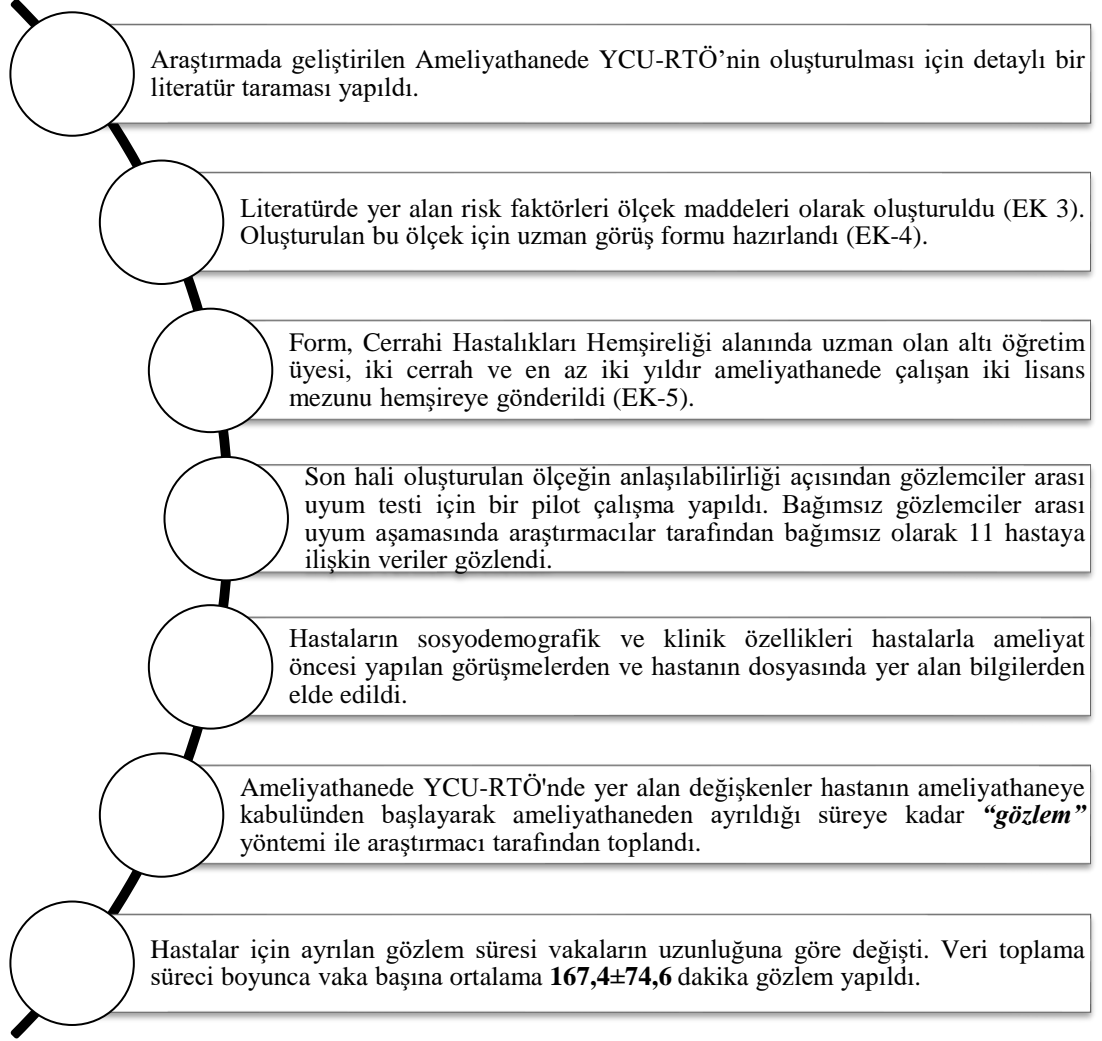 Araştırmada geliştirilen Ameliyathanede YCU-RTÖ’nin oluşturulması için detaylı bir
literatür taraması yapıldı.
Literatürde yer alan risk faktörleri ölçek maddeleri olarak oluşturuldu (EK 3).
Oluşturulan bu ölçek için uzman görüş formu hazırlandı (EK-4).
Form, Cerrahi Hastalıkları Hemşireliği alanında uzman olan altı öğretim
üyesi, iki cerrah ve en az iki yıldır ameliyathanede çalışan iki lisans
mezunu hemşireye gönderildi (EK-5).
Son hali oluşturulan ölçeğin anlaşılabilirliği açısından gözlemciler arası
uyum testi için bir pilot çalışma yapıldı. Bağımsız gözlemciler arası
uyum aşamasında araştırmacılar tarafından bağımsız olarak 11 hastaya
ilişkin veriler gözlendi.
Hastaların sosyodemografik ve klinik özellikleri hastalarla ameliyat
öncesi yapılan görüşmelerden ve hastanın dosyasında yer alan bilgilerden
elde edildi.
Ameliyathanede YCU-RTÖ'nde yer alan değişkenler hastanın ameliyathaneye
kabulünden başlayarak ameliyathaneden ayrıldığı süreye kadar “gözlem”
yöntemi ile araştırmacı tarafından toplandı.
Hastalar için ayrılan gözlem süresi vakaların uzunluğuna göre değişti. Veri toplama
süreci boyunca vaka başına ortalama 167,4±74,6 dakika gözlem yapıldı.